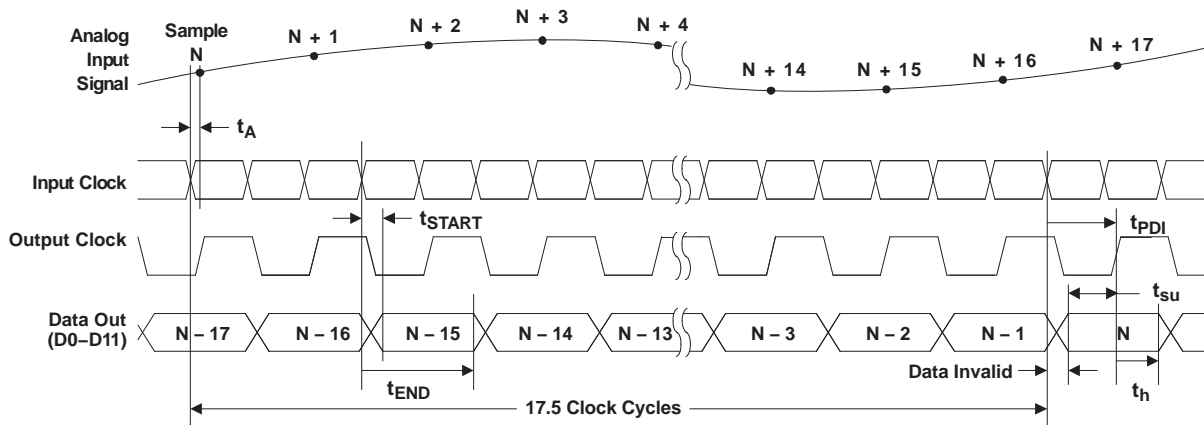 Analog
Input
Signal
Sample
N
N + 1
N + 2
N + 3
N + 4
N + 14
N + 15
N + 16
N + 17
tA
Input Clock
tSTART
tPDI
Output Clock
tsu
Data Out
(D0–D11)
N – 17
N – 16
N – 15
N – 14
N – 13
N – 3
N – 2
N – 1
N
Data Invalid
tEND
th
17.5 Clock Cycles